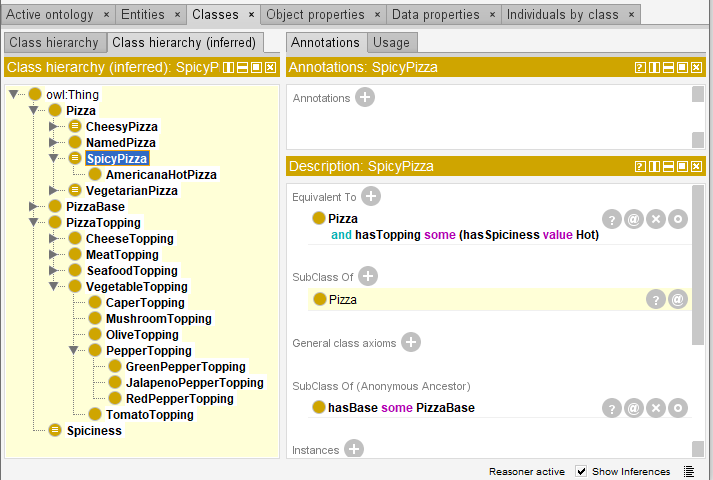 Active ontology × Entities × Classes × Object properties × Data properties × Individuals by class ×
Class hierarchy Class hierarchy (inferred)
Class hierarchy (inferred): SpicyP
owl:Thing
Pizza
CheesyPizza
NamedPizza
SpicyPizza
AmericanaHotPizza
VegetarianPizza
PizzaBase
PizzaTopping
CheeseTopping
MeatTopping
SeafoodTopping
VegetableTopping
CaperTopping
MushroomTopping
OliveTopping
PepperTopping
GreenPepperTopping
JalapenoPepperTopping
RedPepperTopping
TomatoTopping
Spiciness
Annotations Usage
Annotations: SpicyPizza
Annotations
Description: SpicyPizza
Equivalent To
Pizza
and hasTopping some (hasSpiciness value Hot)
SubClass Of
Pizza
General class axioms
SubClass Of (Anonymous Ancestor)
hasBase some PizzaBase
Instances
Reasoner active Show Inferences